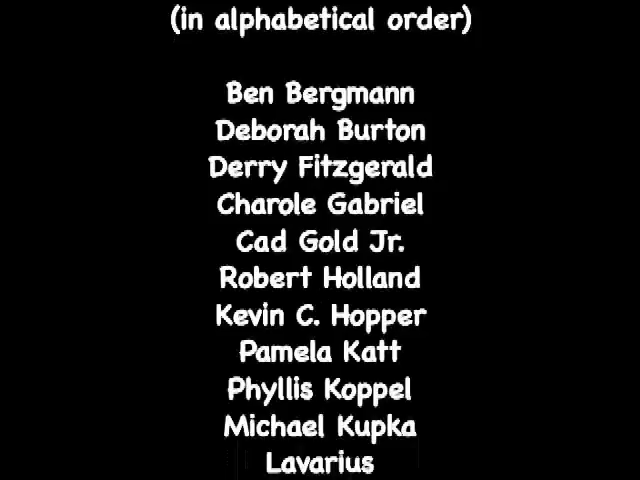 (in alphabetical order)
Ben Bergmann
Deborah Burton
Derry Fitzgerald
Charole Gabriel
Cad Gold Jr.
Robert Holland
Kevin C. Hopper
Pamela Katt
Phyllis Koppel
Michael Kupka
Lavarius